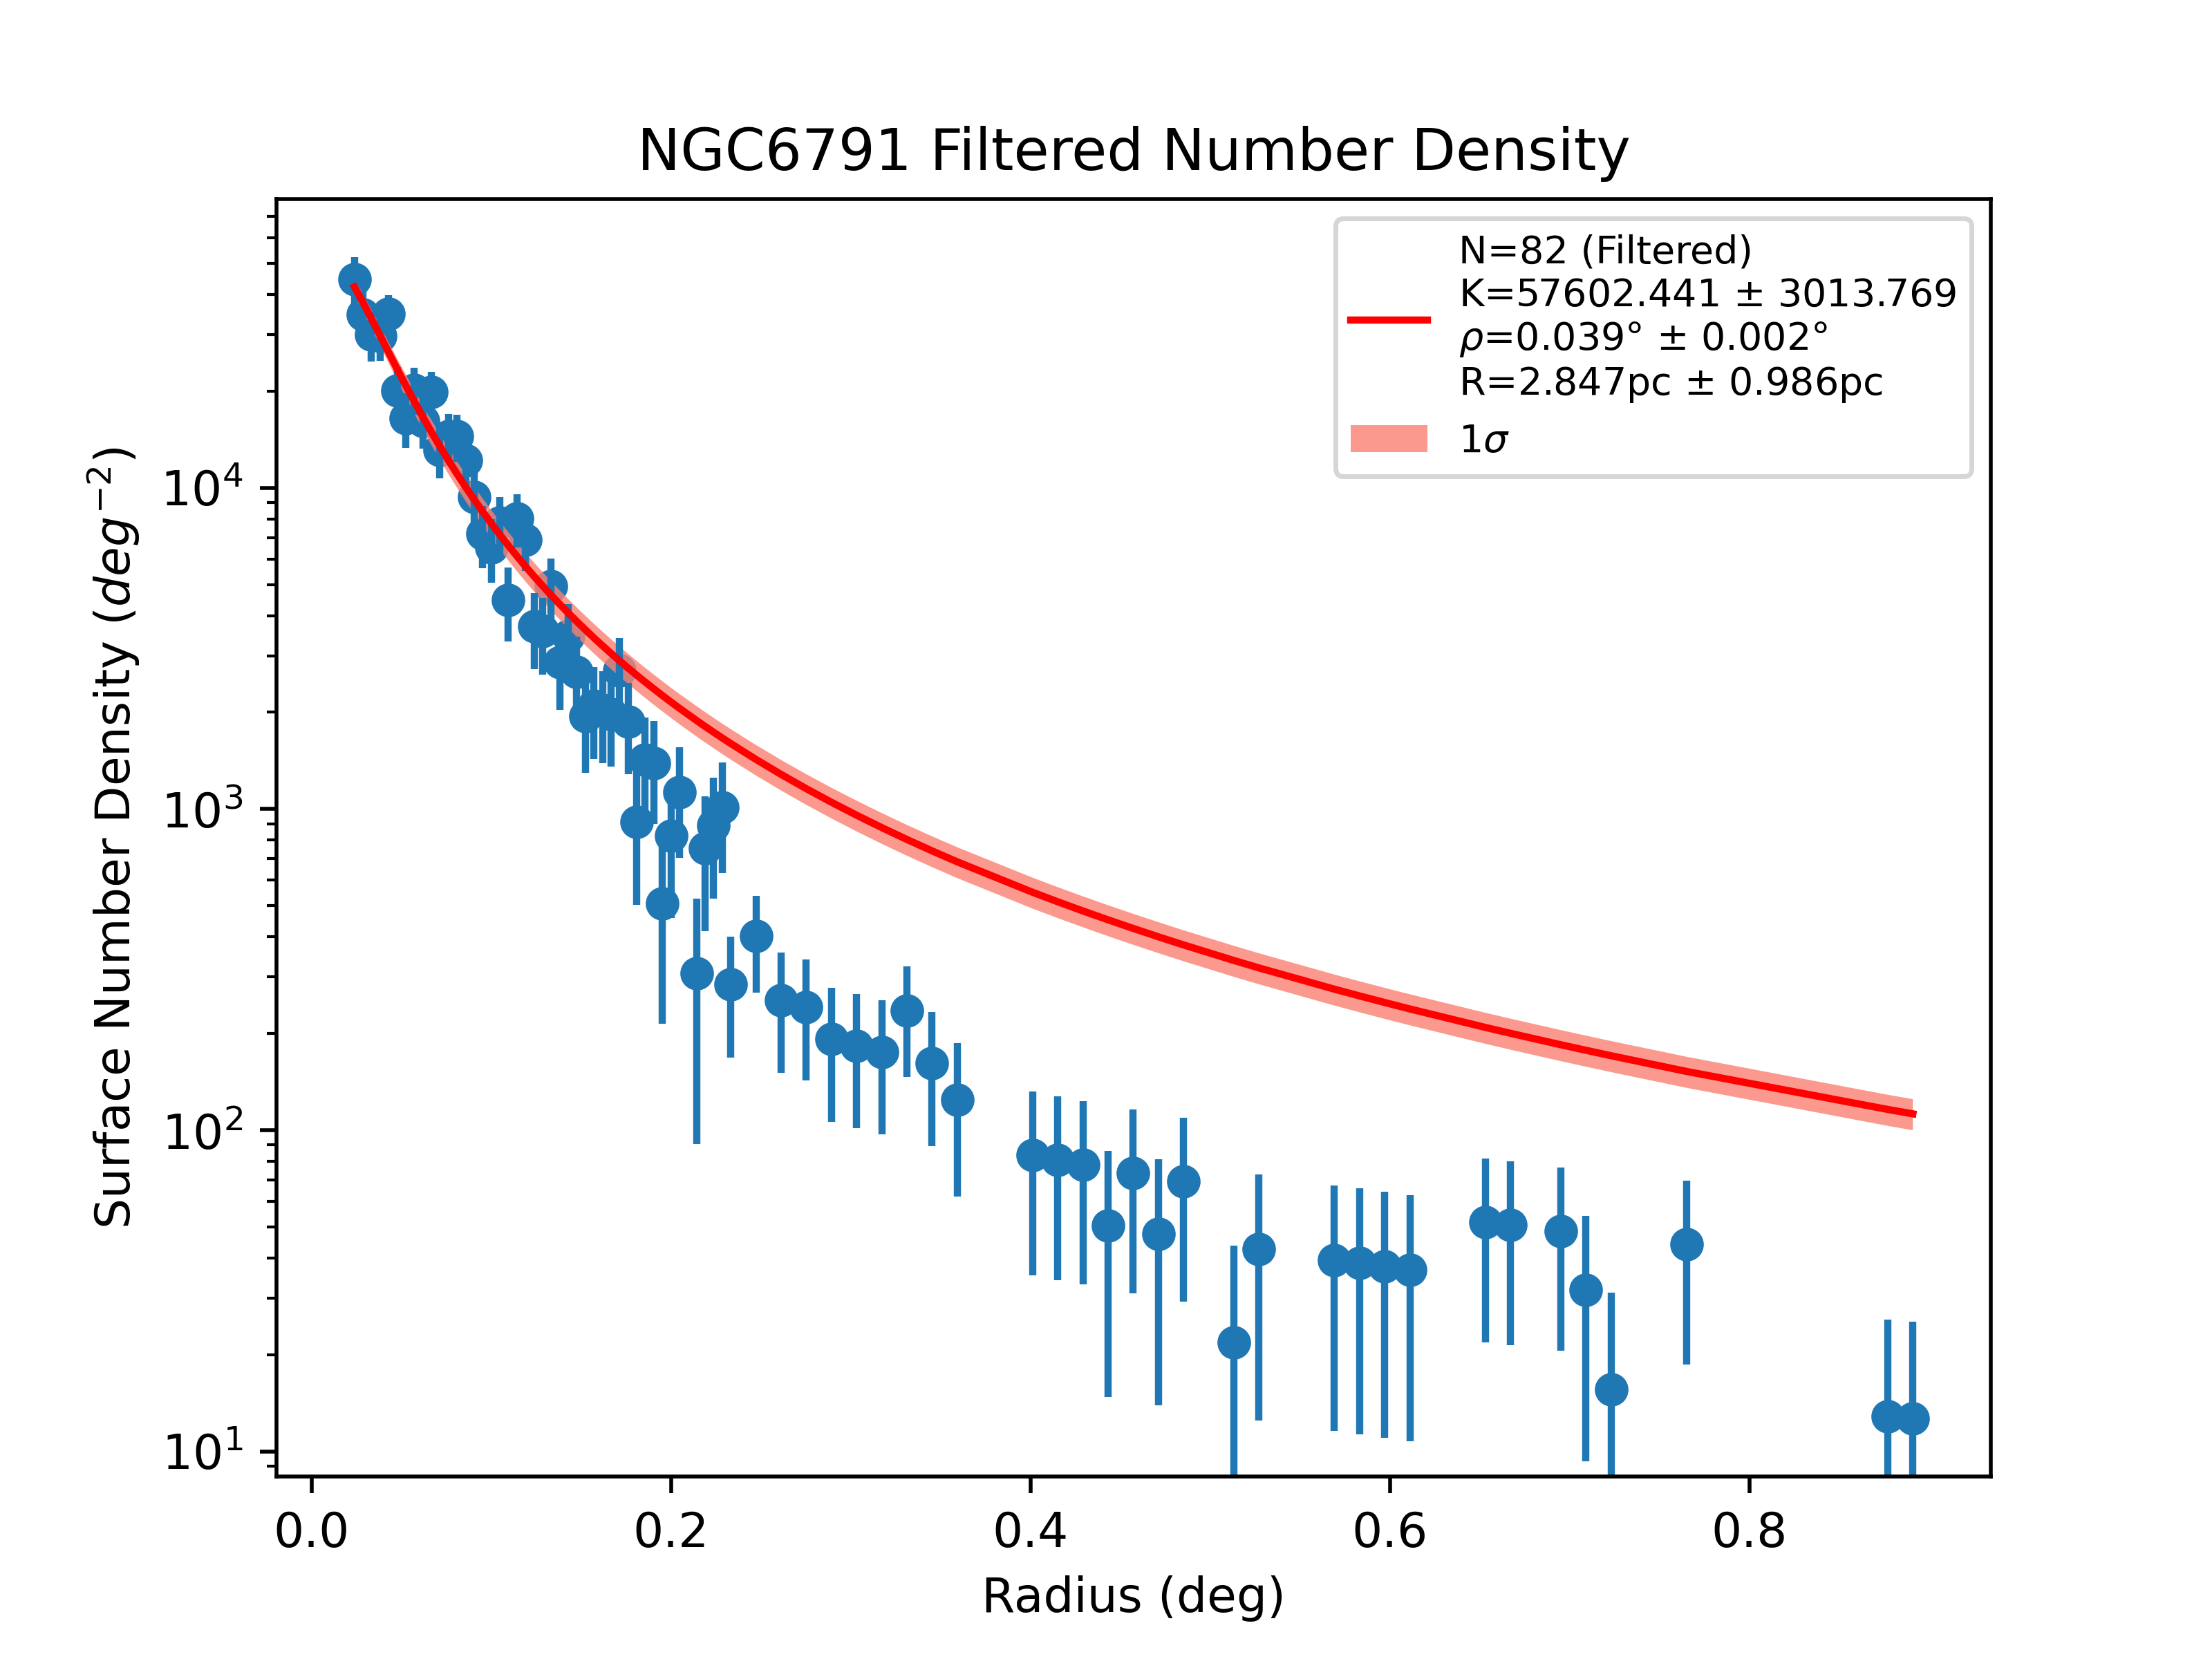 NGC6791 Filtered Number Density
N=82 (Filtered)
K=57602.441 ± 3013.769
ρ=0.039° ± 0.002°
R=2.847pc ± 0.986pc
1σ
Surface Number Density (deg⁻²)
10⁴
10³
10²
10¹
0.0 0.2 0.4 0.6 0.8
Radius (deg)